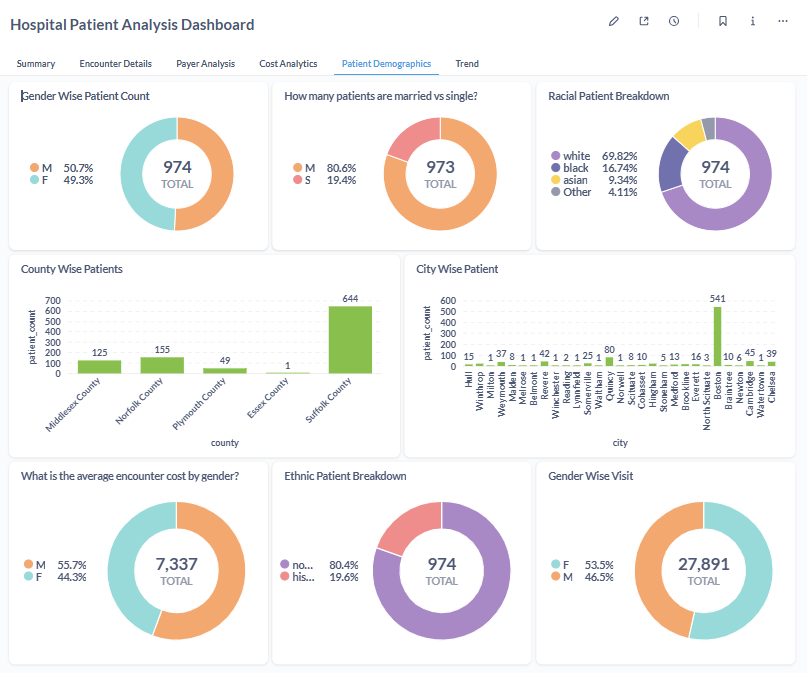 Hospital Patient Analysis Dashboard
Summary Encounter Details Payer Analysis Cost Analytics Patient Demographics Trend
Gender Wise Patient Count
M 50.7%
F 49.3%
974
TOTAL
How many patients are married vs single?
M 80.6%
S 19.4%
973
TOTAL
Racial Patient Breakdown
white 69.82%
black 16.74%
asian 9.34%
Other 4.11%
974
TOTAL
County Wise Patients
patient_count
700
600
500
400
300
200
100
0
125 155 49 1 644
Middlesex County Norfolk County Plymouth County Essex County Suffolk County
county
City Wise Patient
patient_count
600
500
400
300
200
100
0
15 1 37 8 1 1 42 1 2 1 25 1 80 1 8 10 5 13 16 3 541 10 6 45 1 39
Hull Winthrop Milton Weymouth Malden Melrose Belmont Revere Winchester Reading Lynnfield Somerville Waltham Quincy Norwell Scituate Cohasset Hingham Stoneham Medford Brookline Everett North Scituate Boston Braintree Newton Cambridge Watertown Chelsea
city
What is the average encounter cost by gender?
M 55.7%
F 44.3%
7,337
TOTAL
Ethnic Patient Breakdown
no... 80.4%
his... 19.6%
974
TOTAL
Gender Wise Visit
F 53.5%
M 46.5%
27,891
TOTAL